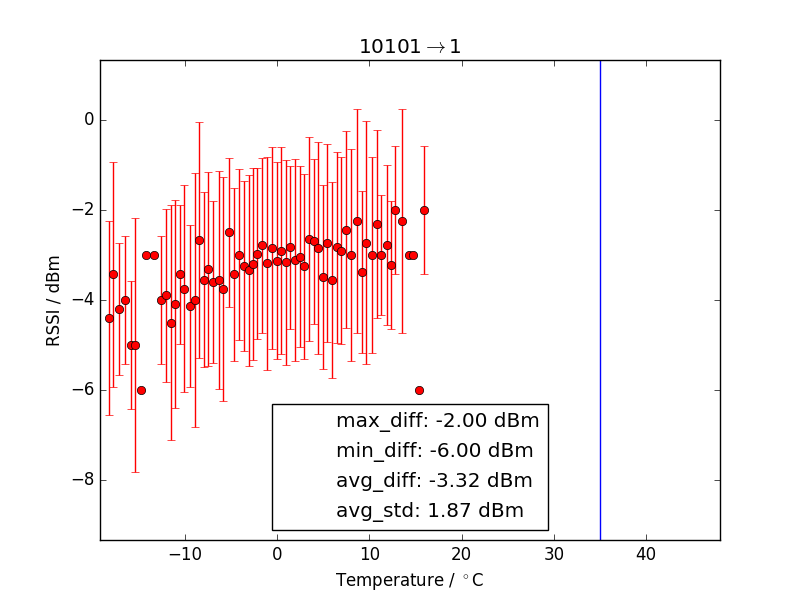 10101→1
0
−2
−4
−6
−8
RSSI / dBm
max_diff: -2.00 dBm
min_diff: -6.00 dBm
avg_diff: -3.32 dBm
avg_std: 1.87 dBm
−10 0 10 20 30 40
Temperature / °C